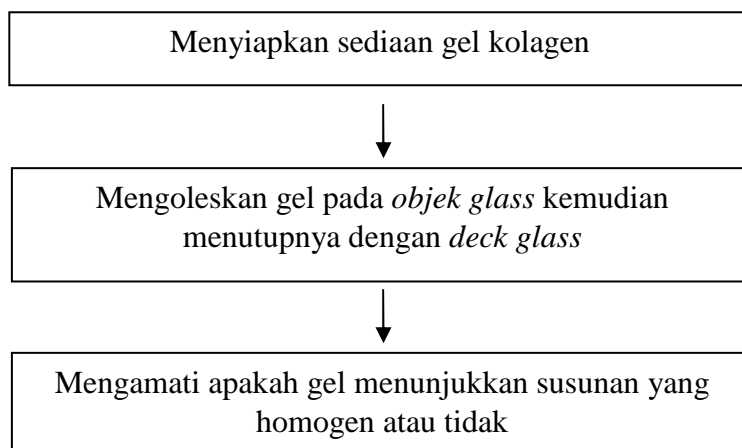 Menyiapkan sediaan gel kolagen
Mengoleskan gel pada objek glass kemudian
menutupnya dengan deck glass
Mengamati apakah gel menunjukkan susunan yang
homogen atau tidak